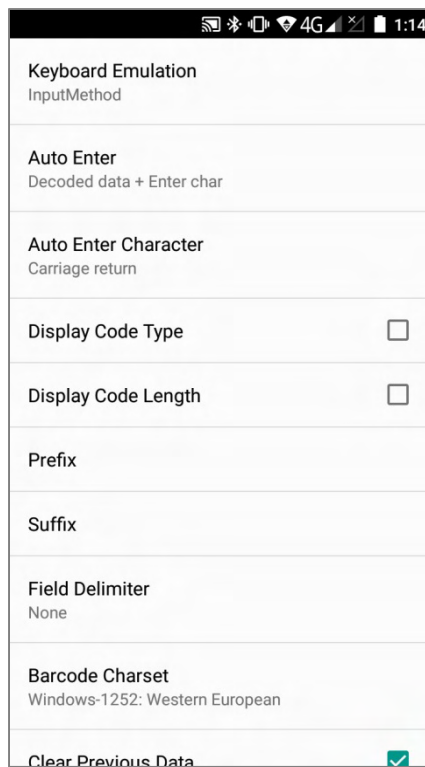 4G 1:14
Keyboard Emulation
InputMethod
Auto Enter
Decoded data + Enter char
Auto Enter Character
Carriage return
Display Code Type
Display Code Length
Prefix
Suffix
Field Delimiter
None
Barcode Charset
Windows-1252: Western European
Clear Previous Data